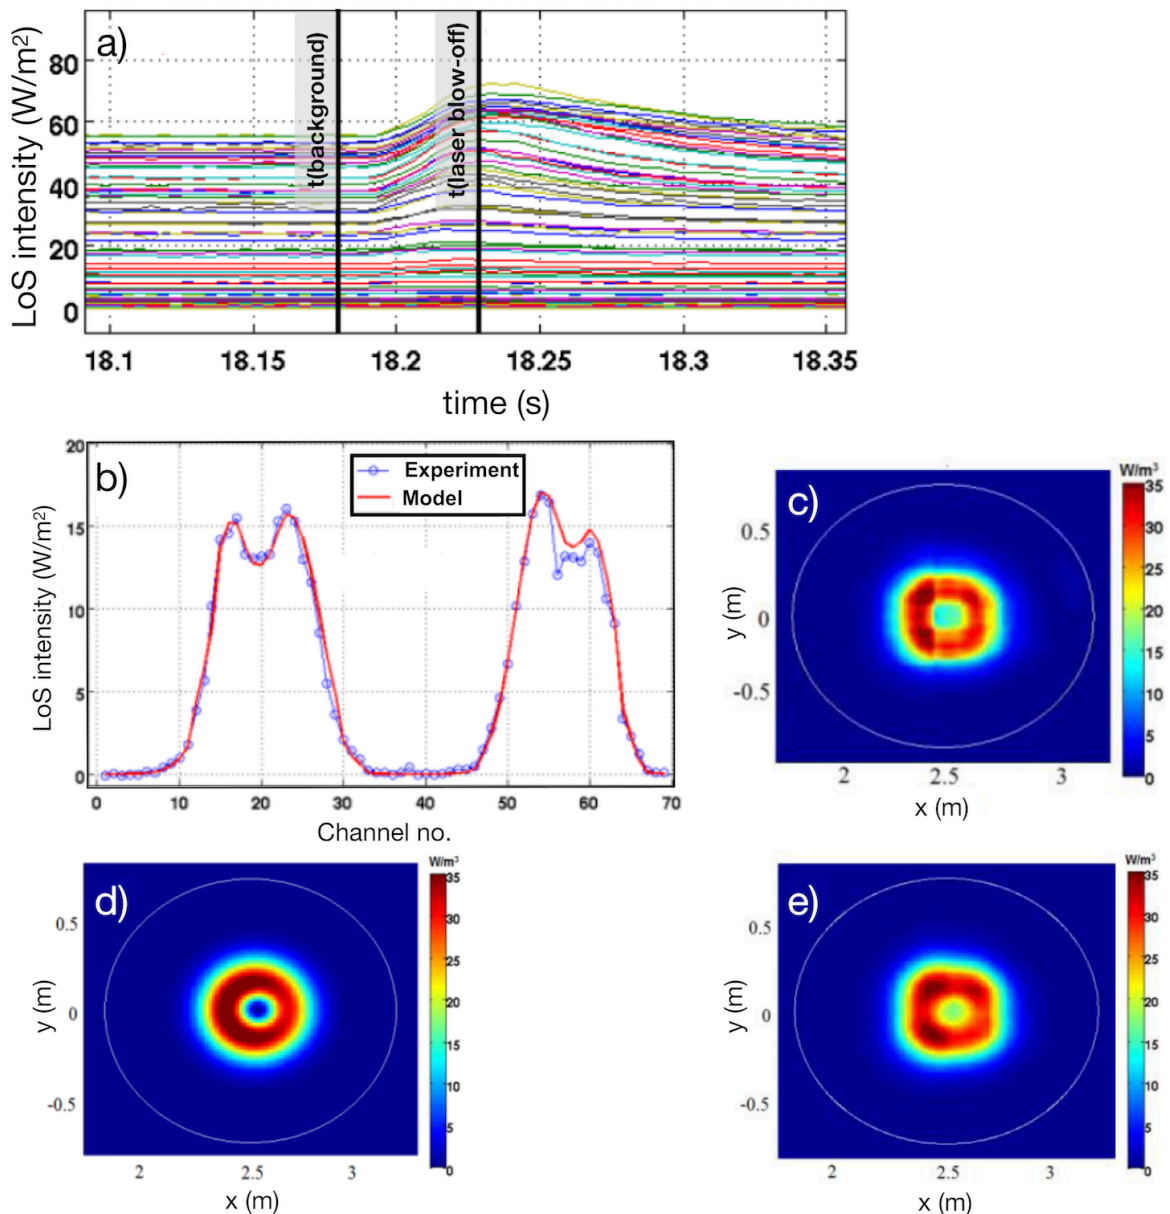 a)
LoS intensity (W/m²)
80
60
40
20
0
t(background)
t(laser blow-off)
18.1 18.15 18.2 18.25 18.3 18.35
time (s)
b)
LoS intensity (W/m²)
20
15
10
5
0
Experiment
Model
0 10 20 30 40 50 60 70
Channel no.
c)
y (m)
0.5
0
-0.5
2 2.5 3
x (m)
W/m³
35
30
25
20
15
10
5
0
d)
y (m)
0.5
0
-0.5
2 2.5 3
x (m)
W/m³
35
30
25
20
15
10
5
0
e)
y (m)
0.5
0
-0.5
2 2.5 3
x (m)
W/m³
35
30
25
20
15
10
5
0